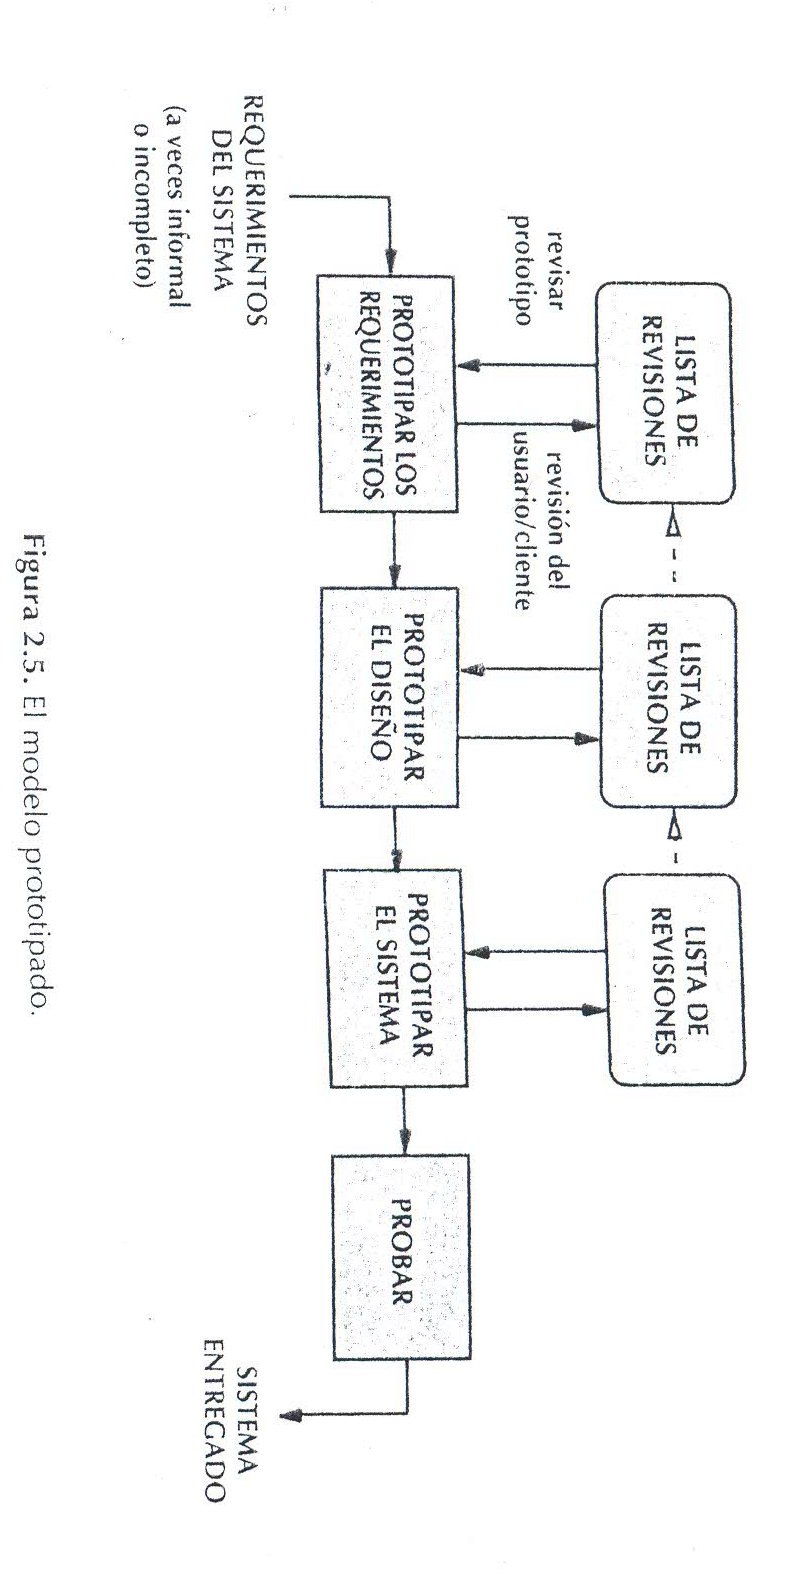 LISTA DE
REVISIONES
LISTA DE
REVISIONES
LISTA DE
REVISIONES
revisar
prototipo
revisión del
usuario/cliente
PROTOTIPAR LOS
REQUERIMIENTOS
PROTOTIPAR
EL DISEÑO
PROTOTIPAR
EL SISTEMA
PROBAR
REQUERIMIENTOS
DEL SISTEMA
(a veces informal
o incompleto)
SISTEMA
ENTREGADO
Figura 2.5. El modelo prototipado.